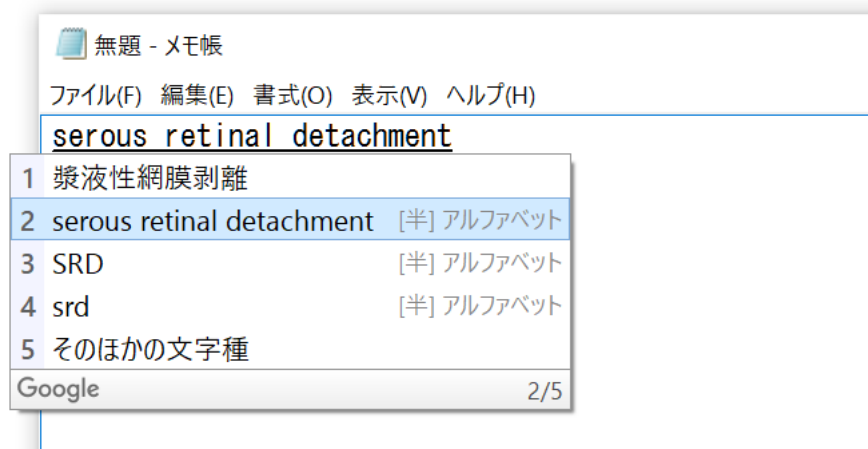 無題 - メモ帳
ファイル(F) 編集(E) 書式(O) 表示(V) ヘルプ(H)
serous retinal detachment
1 漿液性網膜剥離
2 serous retinal detachment [半] アルファベット
3 SRD [半] アルファベット
4 srd [半] アルファベット
5 そのほかの文字種
Google 2/5